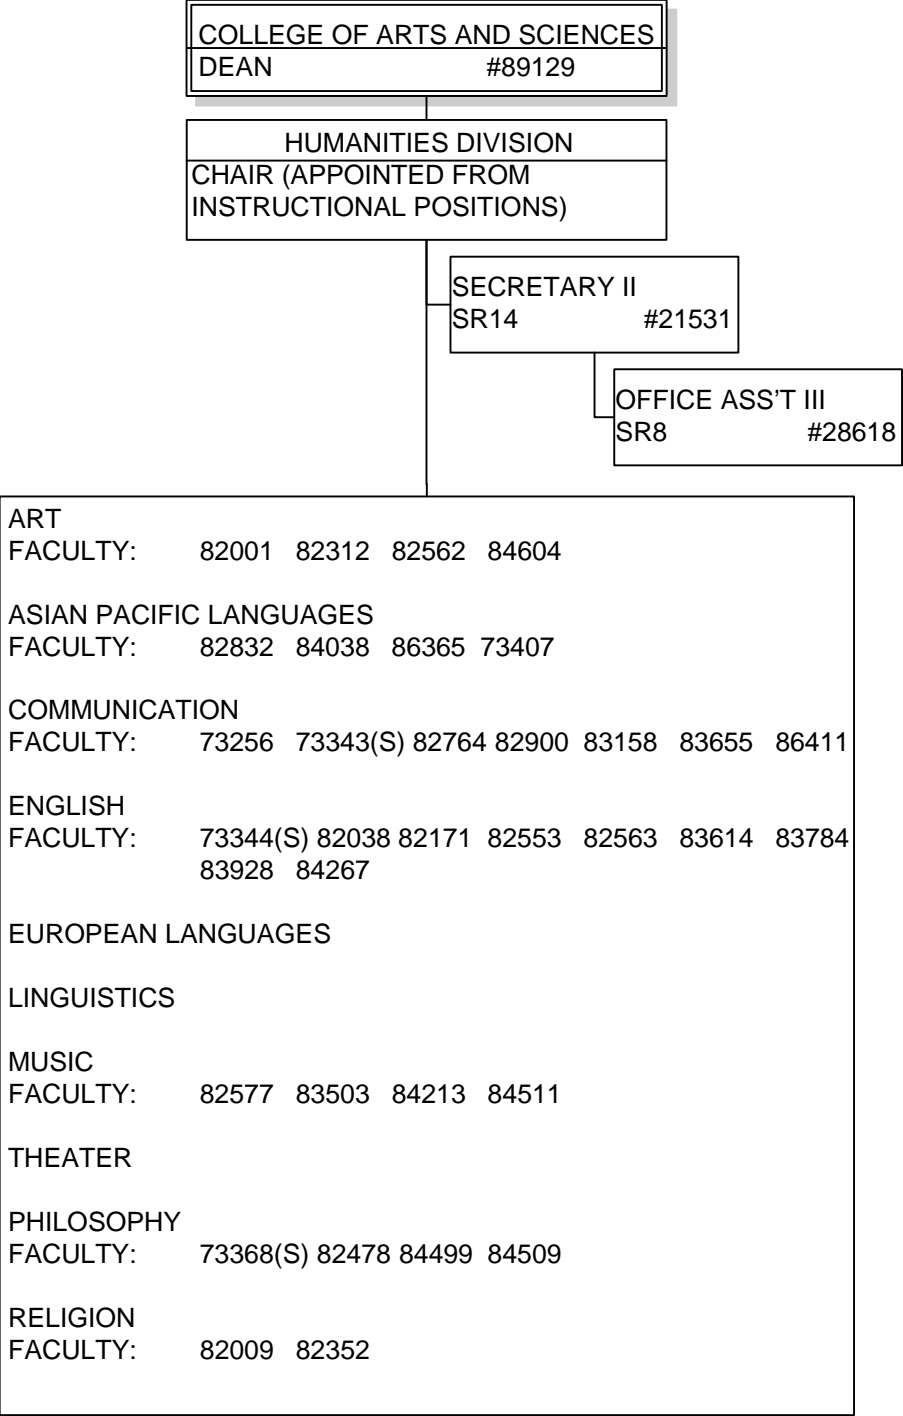 COLLEGE OF ARTS AND SCIENCES
DEAN #89129
HUMANITIES DIVISION
CHAIR (APPOINTED FROM
INSTRUCTIONAL POSITIONS)
SECRETARY II
SR14 #21531
OFFICE ASS’T III
SR8 #28618
ART
FACULTY: 82001 82312 82562 84604
ASIAN PACIFIC LANGUAGES
FACULTY: 82832 84038 86365 73407
COMMUNICATION
FACULTY: 73256 73343(S) 82764 82900 83158 83655 86411
ENGLISH
FACULTY: 73344(S) 82038 82171 82553 82563 83614 83784
83928 84267
EUROPEAN LANGUAGES
LINGUISTICS
MUSIC
FACULTY: 82577 83503 84213 84511
THEATER
PHILOSOPHY
FACULTY: 73368(S) 82478 84499 84509
RELIGION
FACULTY: 82009 82352